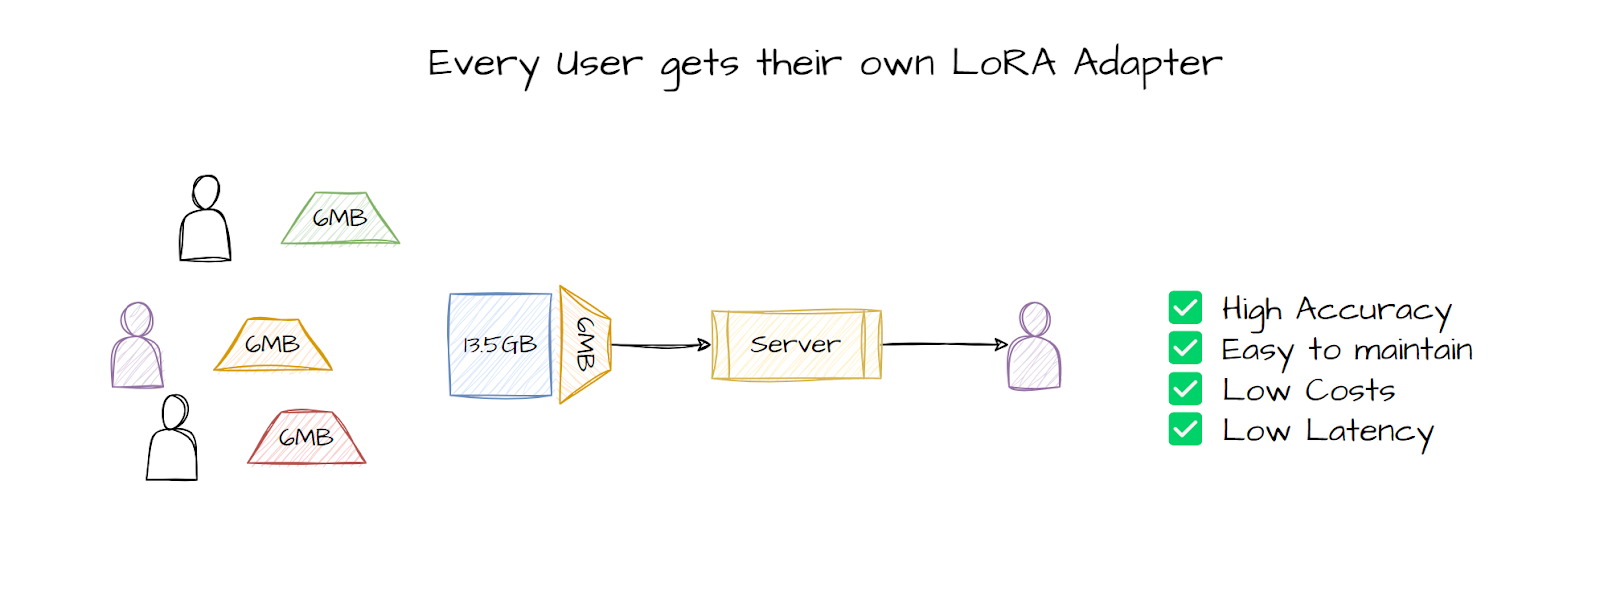 Every User gets their own LoRA Adapter
6MB
6MB
6MB
13.5GB
6MB
Server
High Accuracy
Easy to maintain
Low Costs
Low Latency